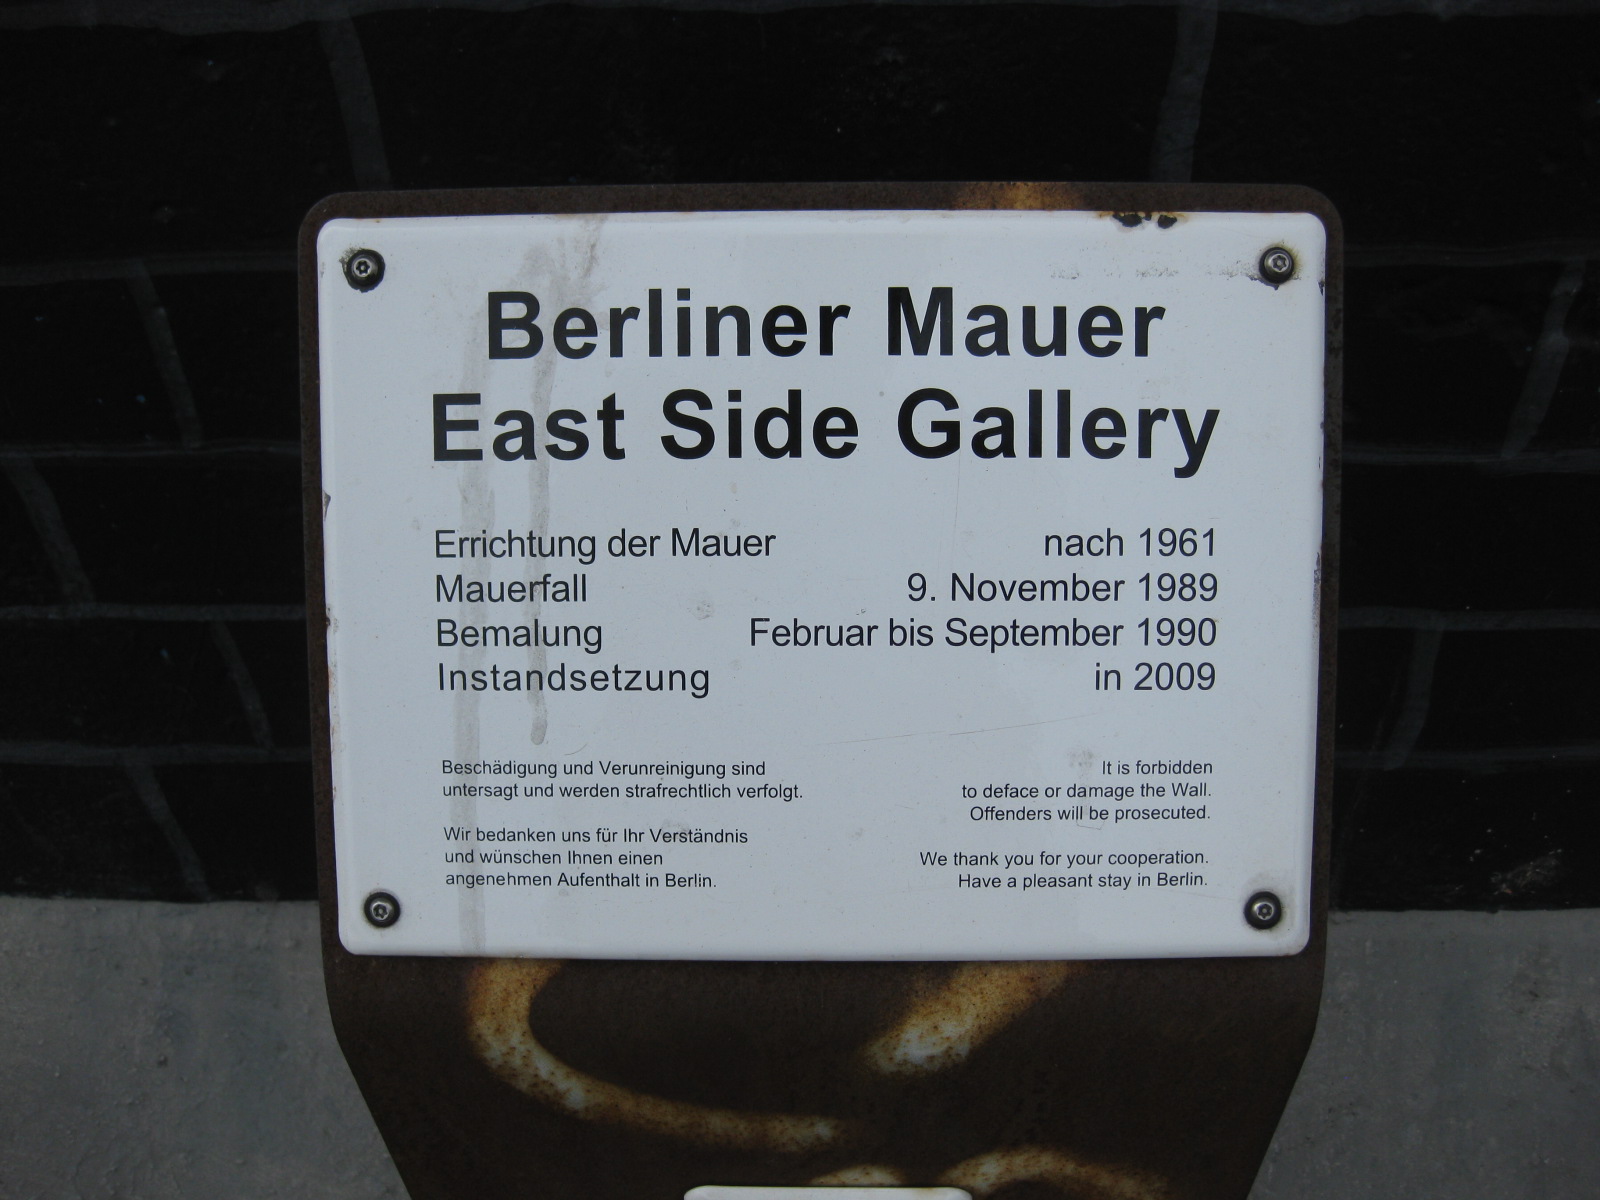 Berliner Mauer
East Side Gallery
Errichtung der Mauer nach 1961
Mauerfall 9. November 1989
Bemalung Februar bis September 1990
Instandsetzung in 2009
Beschädigung und Verunreinigung sind
untersagt und werden strafrechtlich verfolgt.
Wir bedanken uns für Ihr Verständnis
und wünschen Ihnen einen
angenehmen Aufenthalt in Berlin.
It is forbidden
to deface or damage the Wall.
Offenders will be prosecuted.
We thank you for your cooperation.
Have a pleasant stay in Berlin.